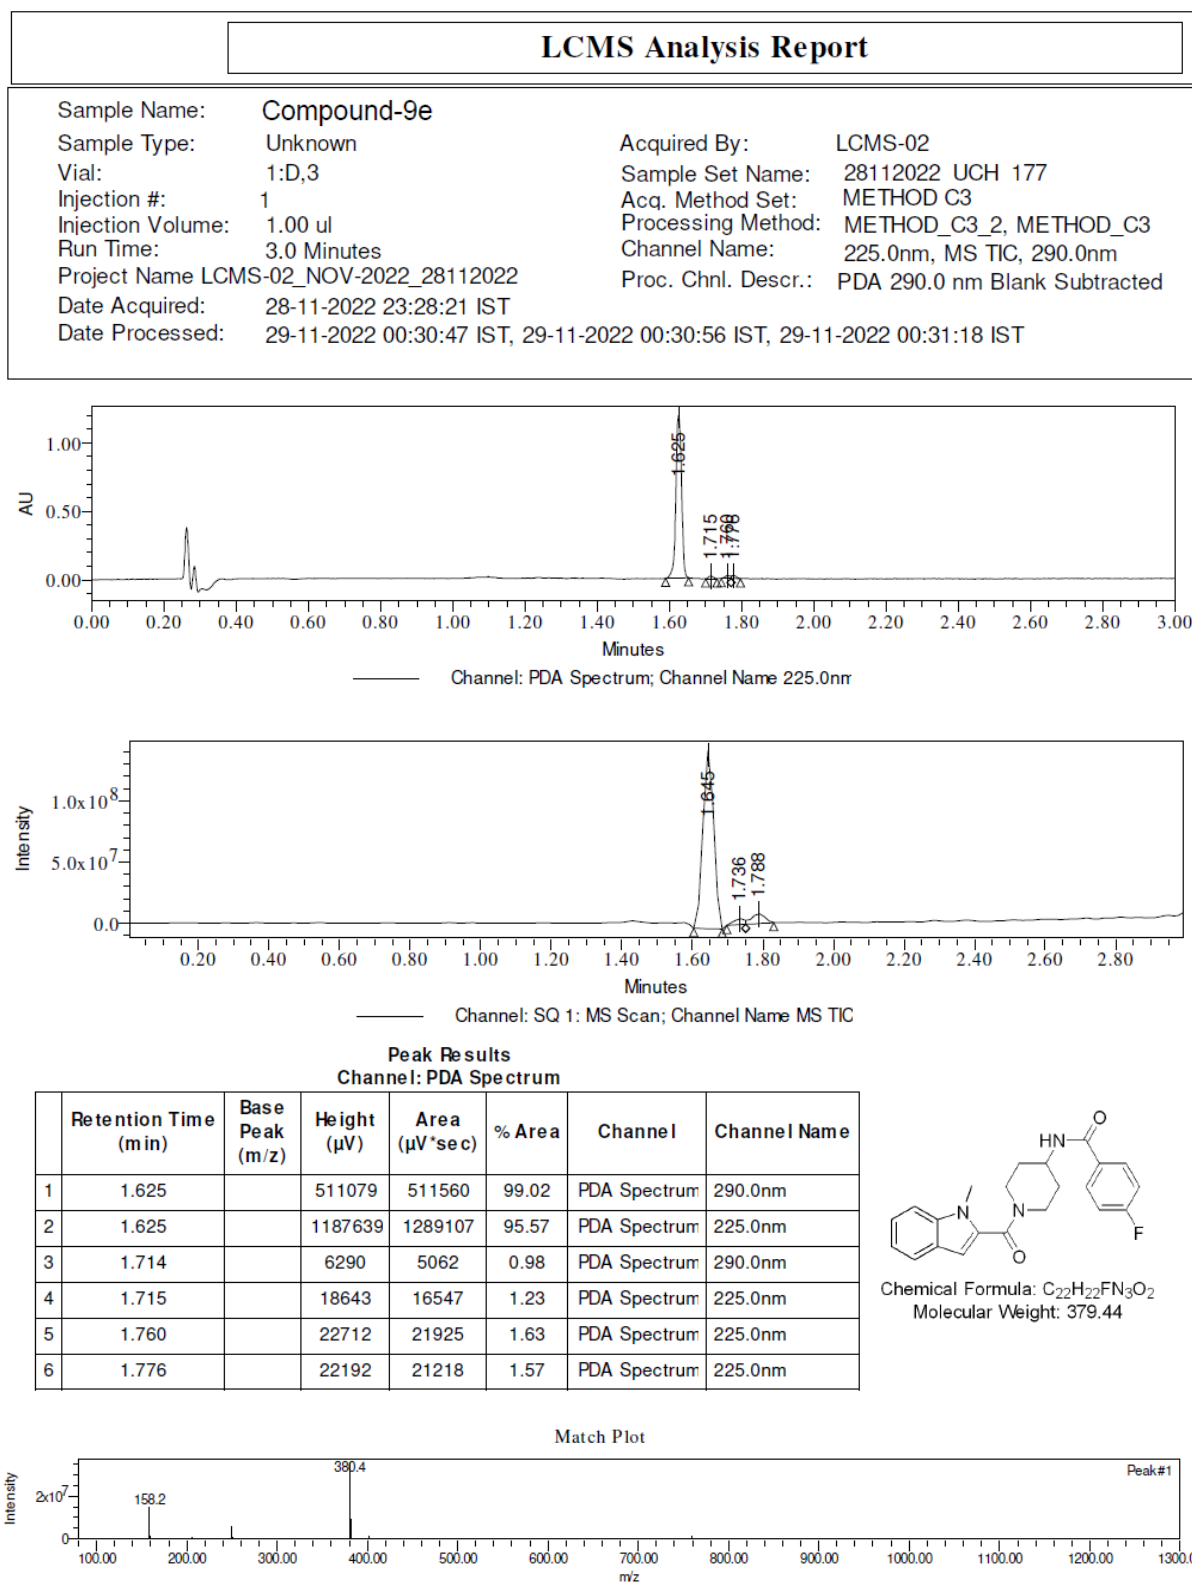 LCMS Analysis Report
Sample Name: Compound-9e
Sample Type: Unknown Acquired By: LCMS-02
Vial: 1:D,3 Sample Set Name: 28112022 UCH 177
Injection #: 1 Acq. Method Set: METHOD C3
Injection Volume: 1.00 ul Processing Method: METHOD_C3_2, METHOD_C3
Run Time: 3.0 Minutes Channel Name: 225.0nm, MS TIC, 290.0nm
Project Name LCMS-02_NOV-2022_28112022 Proc. Chnl. Descr.: PDA 290.0 nm Blank Subtracted
Date Acquired: 28-11-2022 23:28:21 IST
Date Processed: 29-11-2022 00:30:47 IST, 29-11-2022 00:30:56 IST, 29-11-2022 00:31:18 IST
AU
1.00
0.50
0.00
1.625
1.715
1.760
1.776
0.00 0.20 0.40 0.60 0.80 1.00 1.20 1.40 1.60 1.80 2.00 2.20 2.40 2.60 2.80 3.00
Minutes
Channel: PDA Spectrum; Channel Name 225.0nm
Intensity
1.0x10⁸
5.0x10⁷
0.0
1.645
1.736
1.788
0.20 0.40 0.60 0.80 1.00 1.20 1.40 1.60 1.80 2.00 2.20 2.40 2.60 2.80
Minutes
Channel: SQ 1: MS Scan; Channel Name MS TIC
Peak Results
Channel: PDA Spectrum
Retention Time (min) Base Peak (m/z) Height (µV) Area (µV*sec) % Area Channel Channel Name
1 1.625 511079 511560 99.02 PDA Spectrum 290.0nm
2 1.625 1187639 1289107 95.57 PDA Spectrum 225.0nm
3 1.714 6290 5062 0.98 PDA Spectrum 290.0nm
4 1.715 18643 16547 1.23 PDA Spectrum 225.0nm
5 1.760 22712 21925 1.63 PDA Spectrum 225.0nm
6 1.776 22192 21218 1.57 PDA Spectrum 225.0nm
O
HN
N
N
F
O
Chemical Formula: C₂₂H₂₂FN₃O₂
Molecular Weight: 379.44
Match Plot
Intensity
2x10⁷
0
158.2
380.4
Peak#1
100.00 200.00 300.00 400.00 500.00 600.00 700.00 800.00 900.00 1000.00 1100.00 1200.00 1300.0
m/z